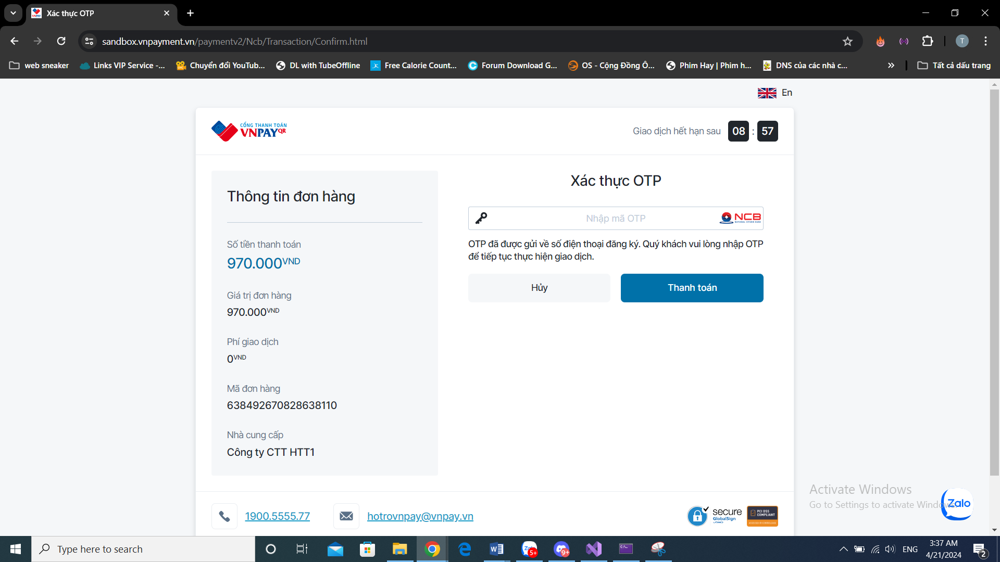 Xác thực OTP
sandbox.vnpayment.vn/paymentv2/Ncb/Transaction/Confirm.html
T
web sneaker
Links VIP Service -...
Chuyển đổi YouTub...
DL with TubeOffline
Free Calorie Count...
Forum Download G...
OS - Cộng Đồng Ô...
Phim Hay | Phim h...
DNS của các nhà c...
Tất cả dấu trang
En
CỔNG THANH TOÁN
VNPAYQR
Giao dịch hết hạn sau 08 : 57
Thông tin đơn hàng
Số tiền thanh toán
970.000VND
Giá trị đơn hàng
970.000VND
Phí giao dịch
0VND
Mã đơn hàng
638492670828638110
Nhà cung cấp
Công ty CTT HTT1
Xác thực OTP
Nhập mã OTP
NCB
NATIONAL CITIZEN BANK
OTP đã được gửi về số điện thoại đăng ký. Quý khách vui lòng nhập OTP
để tiếp tục thực hiện giao dịch.
Hủy
Thanh toán
1900.5555.77
hotrovnpay@vnpay.vn
secure
GlobalSign
PCI DSS
COMPLIANT
Activate Windows
Go to Settings to activate Windows.
Zalo
Type here to search
5+
9+
ENG
3:37 AM
4/21/2024
2